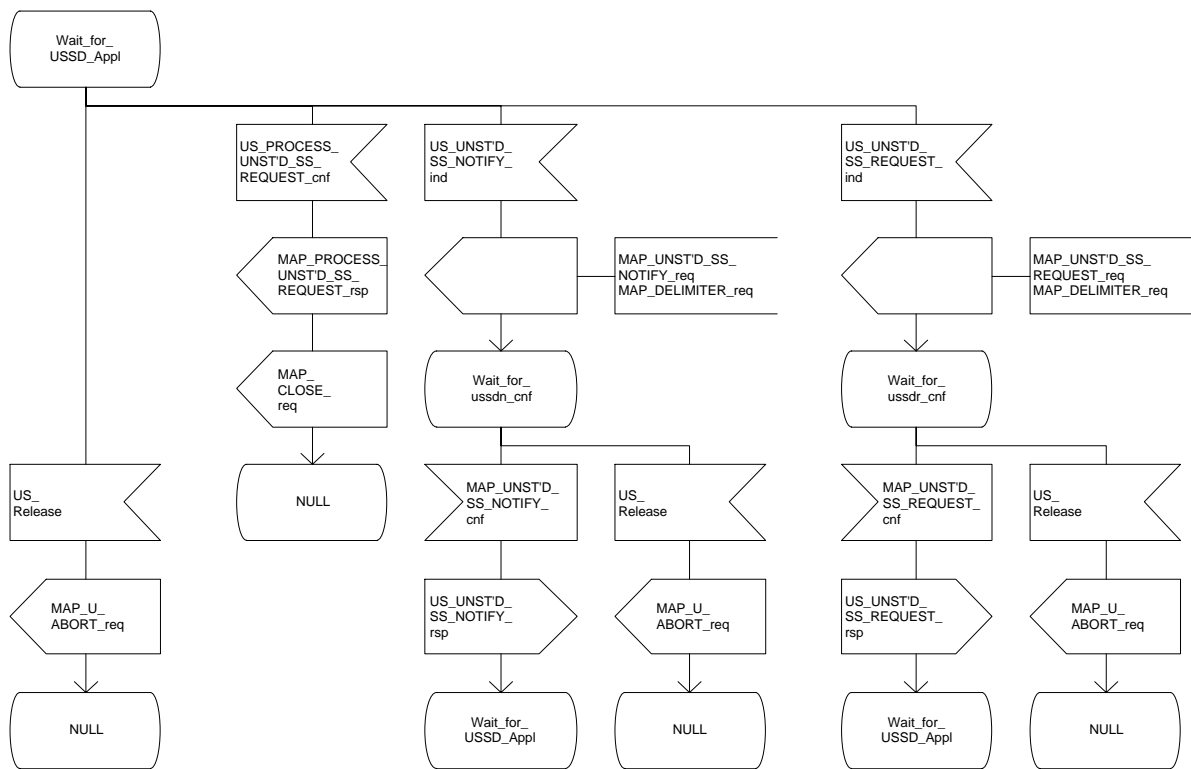 Wait_for_
USSD_Appl
US_PROCESS_
UNST'D_SS_
REQUEST_cnf
US_UNST'D_
SS_NOTIFY_
ind
US_UNST'D_
SS_REQUEST_
ind
MAP_PROCESS_
UNST'D_SS_
REQUEST_rsp
MAP_UNST'D_SS_
NOTIFY_req
MAP_DELIMITER_req
MAP_UNST'D_SS_
REQUEST_req
MAP_DELIMITER_req
MAP_
CLOSE_
req
Wait_for_
ussdn_cnf
Wait_for_
ussdr_cnf
US_
Release
NULL
MAP_UNST'D_
SS_NOTIFY_
cnf
US_
Release
MAP_UNST'D_
SS_REQUEST_
cnf
US_
Release
MAP_U_
ABORT_req
US_UNST'D_
SS_NOTIFY_
rsp
MAP_U_
ABORT_req
US_UNST'D_
SS_REQUEST_
rsp
MAP_U_
ABORT_req
NULL
Wait_for_
USSD_Appl
NULL
Wait_for_
USSD_Appl
NULL